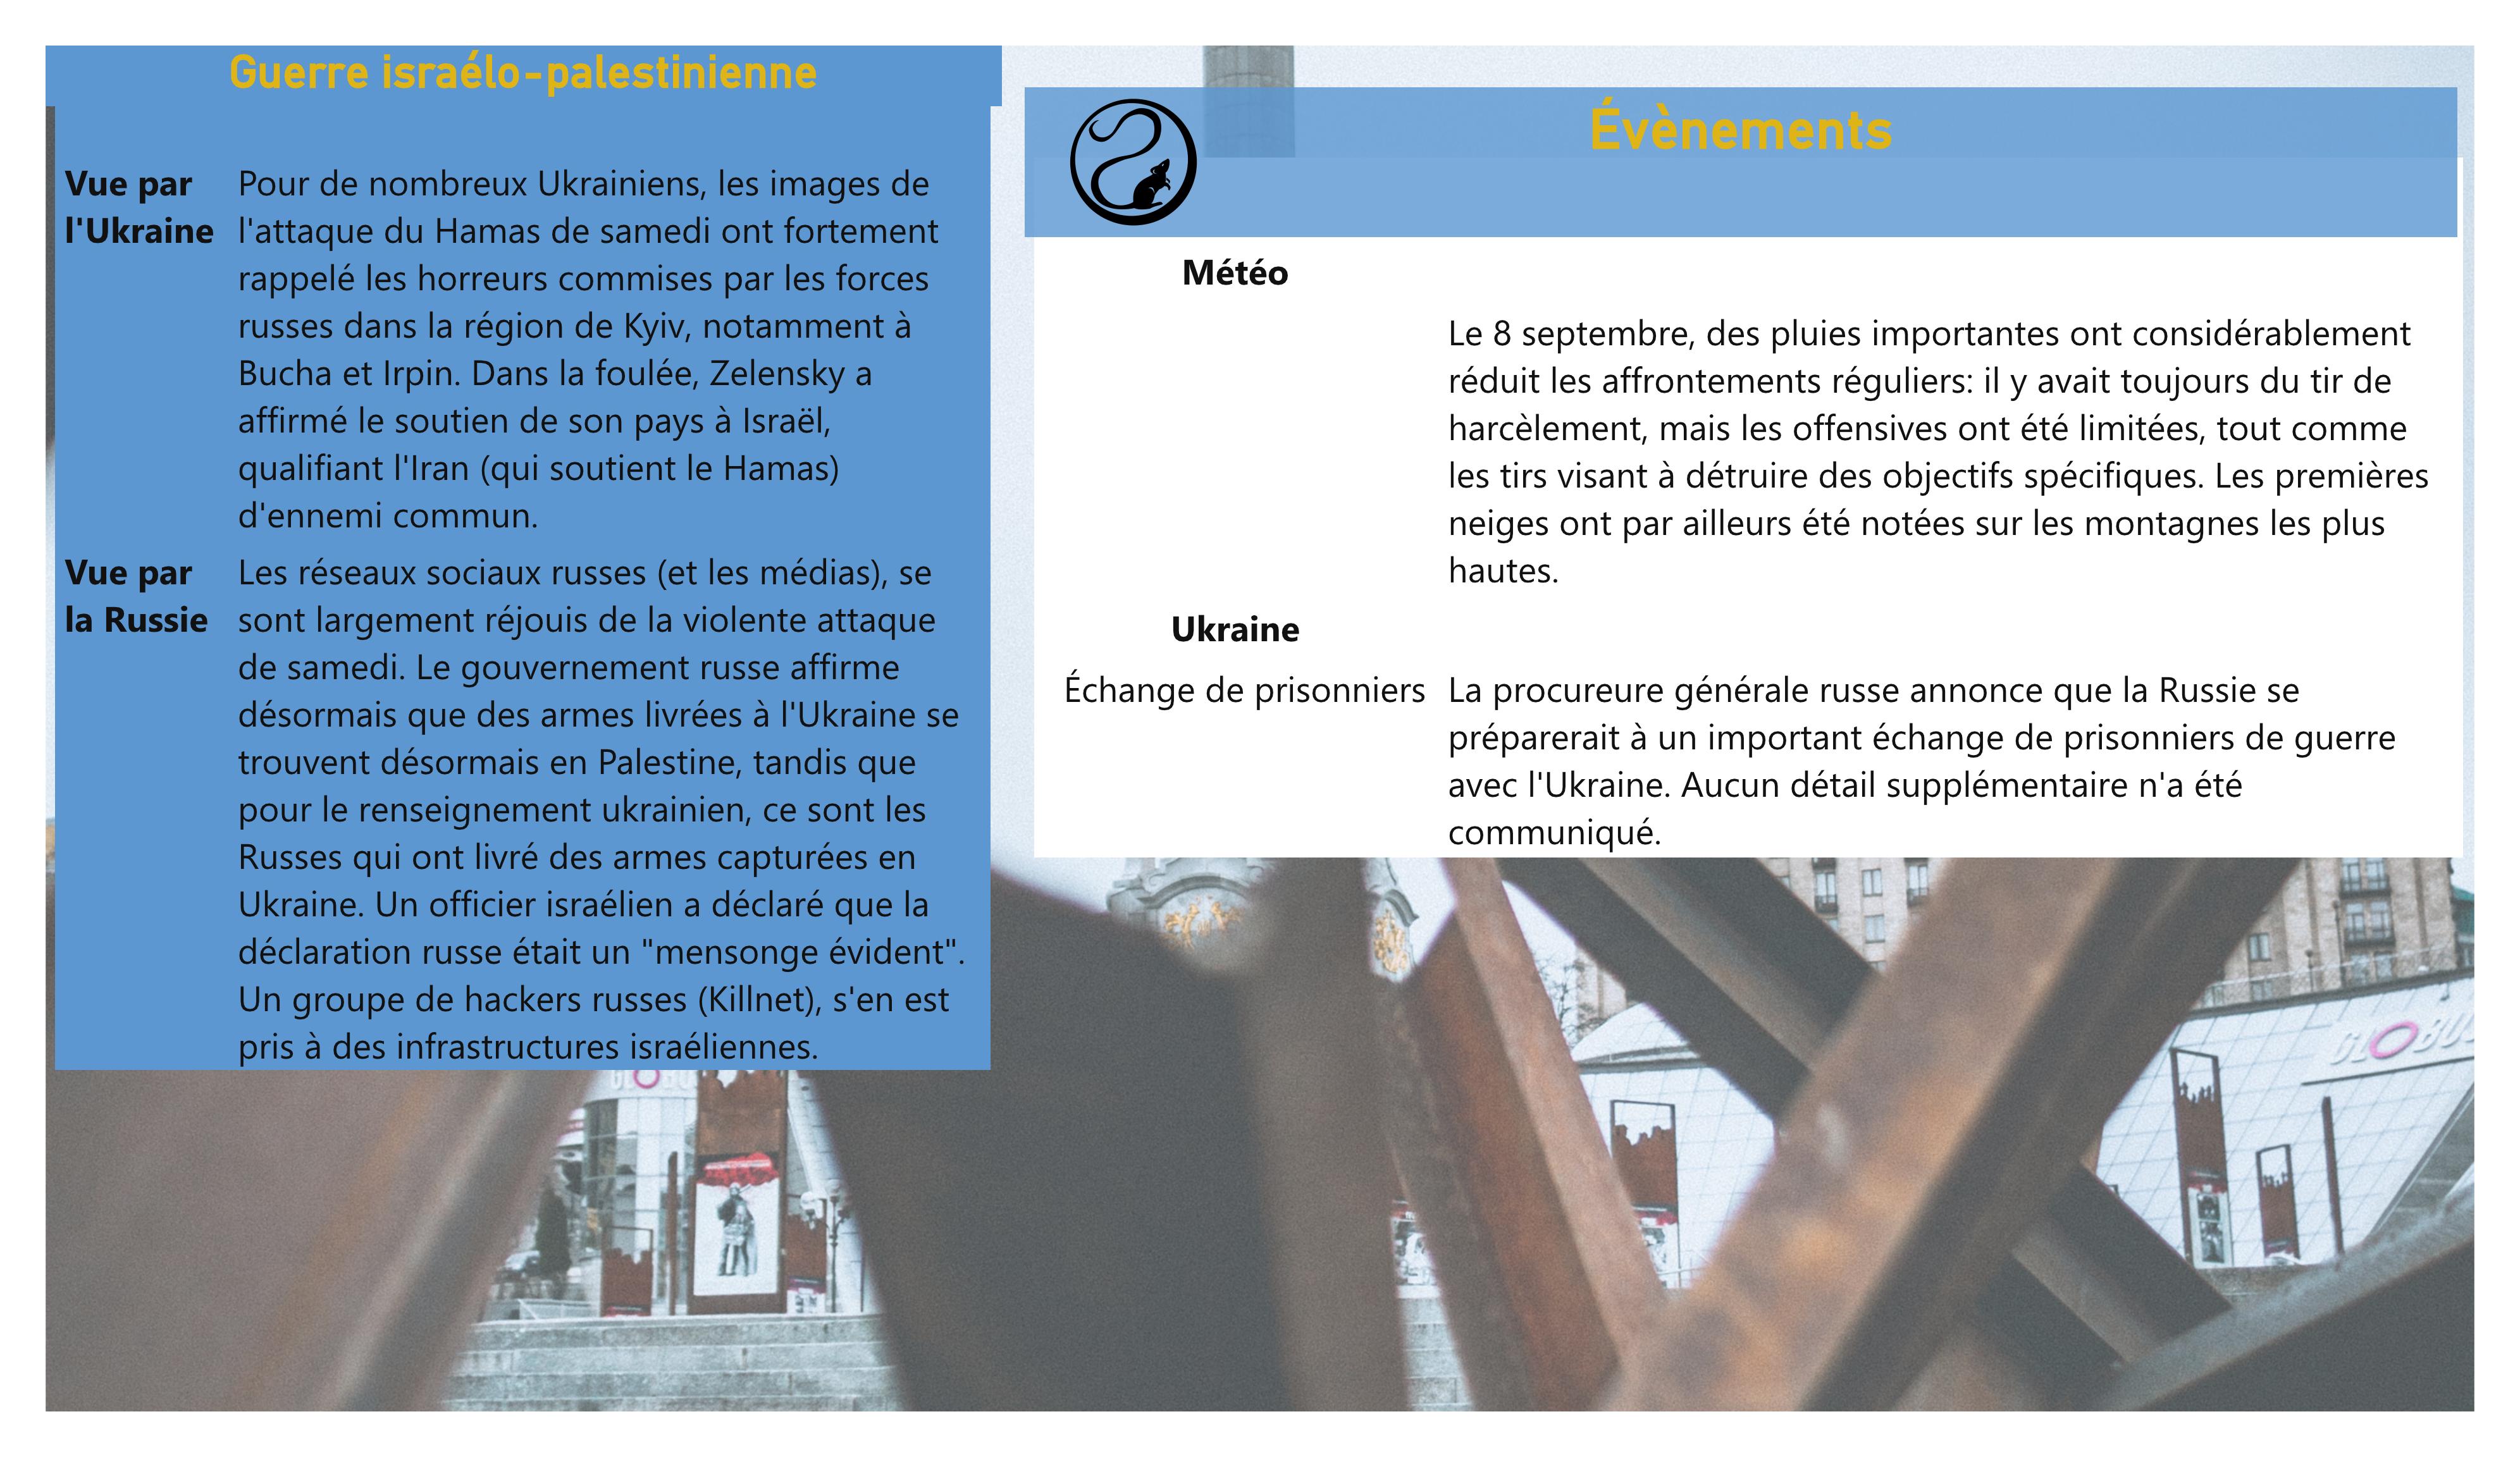 Guerre israélo-palestinienne
Vue par
l'Ukraine
Pour de nombreux Ukrainiens, les images de
l'attaque du Hamas de samedi ont fortement
rappelé les horreurs commises par les forces
russes dans la région de Kyiv, notamment à
Bucha et Irpin. Dans la foulée, Zelensky a
affirmé le soutien de son pays à Israël,
qualifiant l'Iran (qui soutient le Hamas)
d'ennemi commun.
Vue par
la Russie
Les réseaux sociaux russes (et les médias), se
sont largement réjouis de la violente attaque
de samedi. Le gouvernement russe affirme
désormais que des armes livrées à l'Ukraine se
trouvent désormais en Palestine, tandis que
pour le renseignement ukrainien, ce sont les
Russes qui ont livré des armes capturées en
Ukraine. Un officier israélien a déclaré que la
déclaration russe était un "mensonge évident".
Un groupe de hackers russes (Killnet), s'en est
pris à des infrastructures israéliennes.
Évènements
Météo
Le 8 septembre, des pluies importantes ont considérablement
réduit les affrontements réguliers: il y avait toujours du tir de
harcèlement, mais les offensives ont été limitées, tout comme
les tirs visant à détruire des objectifs spécifiques. Les premières
neiges ont par ailleurs été notées sur les montagnes les plus
hautes.
Ukraine
Échange de prisonniers
La procureure générale russe annonce que la Russie se
préparerait à un important échange de prisonniers de guerre
avec l'Ukraine. Aucun détail supplémentaire n'a été
communiqué.